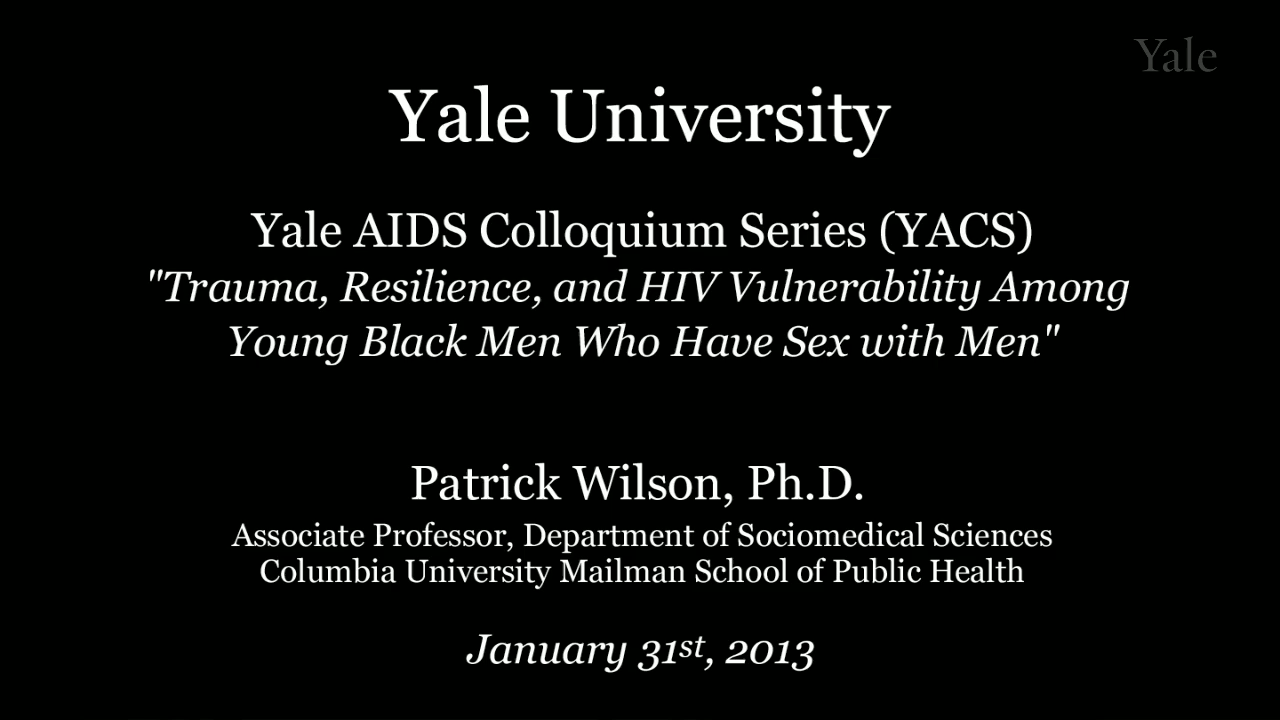 Yale
Yale University
Yale AIDS Colloquium Series (YACS)
"Trauma, Resilience, and HIV Vulnerability Among
Young Black Men Who Have Sex with Men"
Patrick Wilson, Ph.D.
Associate Professor, Department of Sociomedical Sciences
Columbia University Mailman School of Public Health
January 31st, 2013